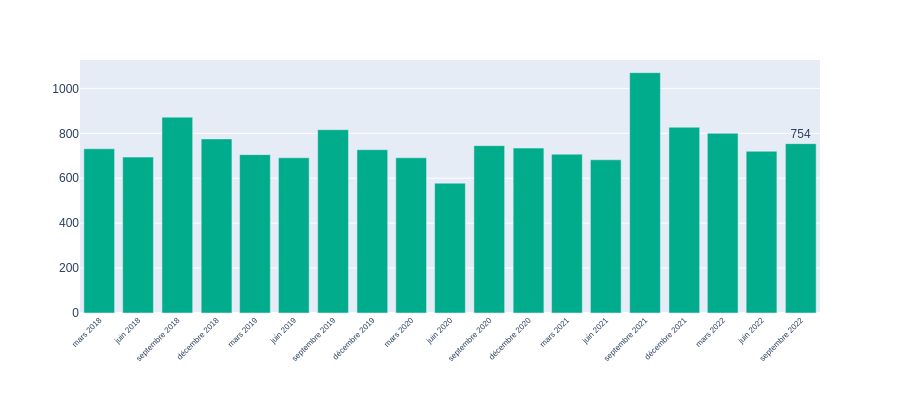 1000
800
600
400
200
0
754
mars 2018
juin 2018
septembre 2018
décembre 2018
mars 2019
juin 2019
septembre 2019
décembre 2019
mars 2020
juin 2020
septembre 2020
décembre 2020
mars 2021
juin 2021
septembre 2021
décembre 2021
mars 2022
juin 2022
septembre 2022